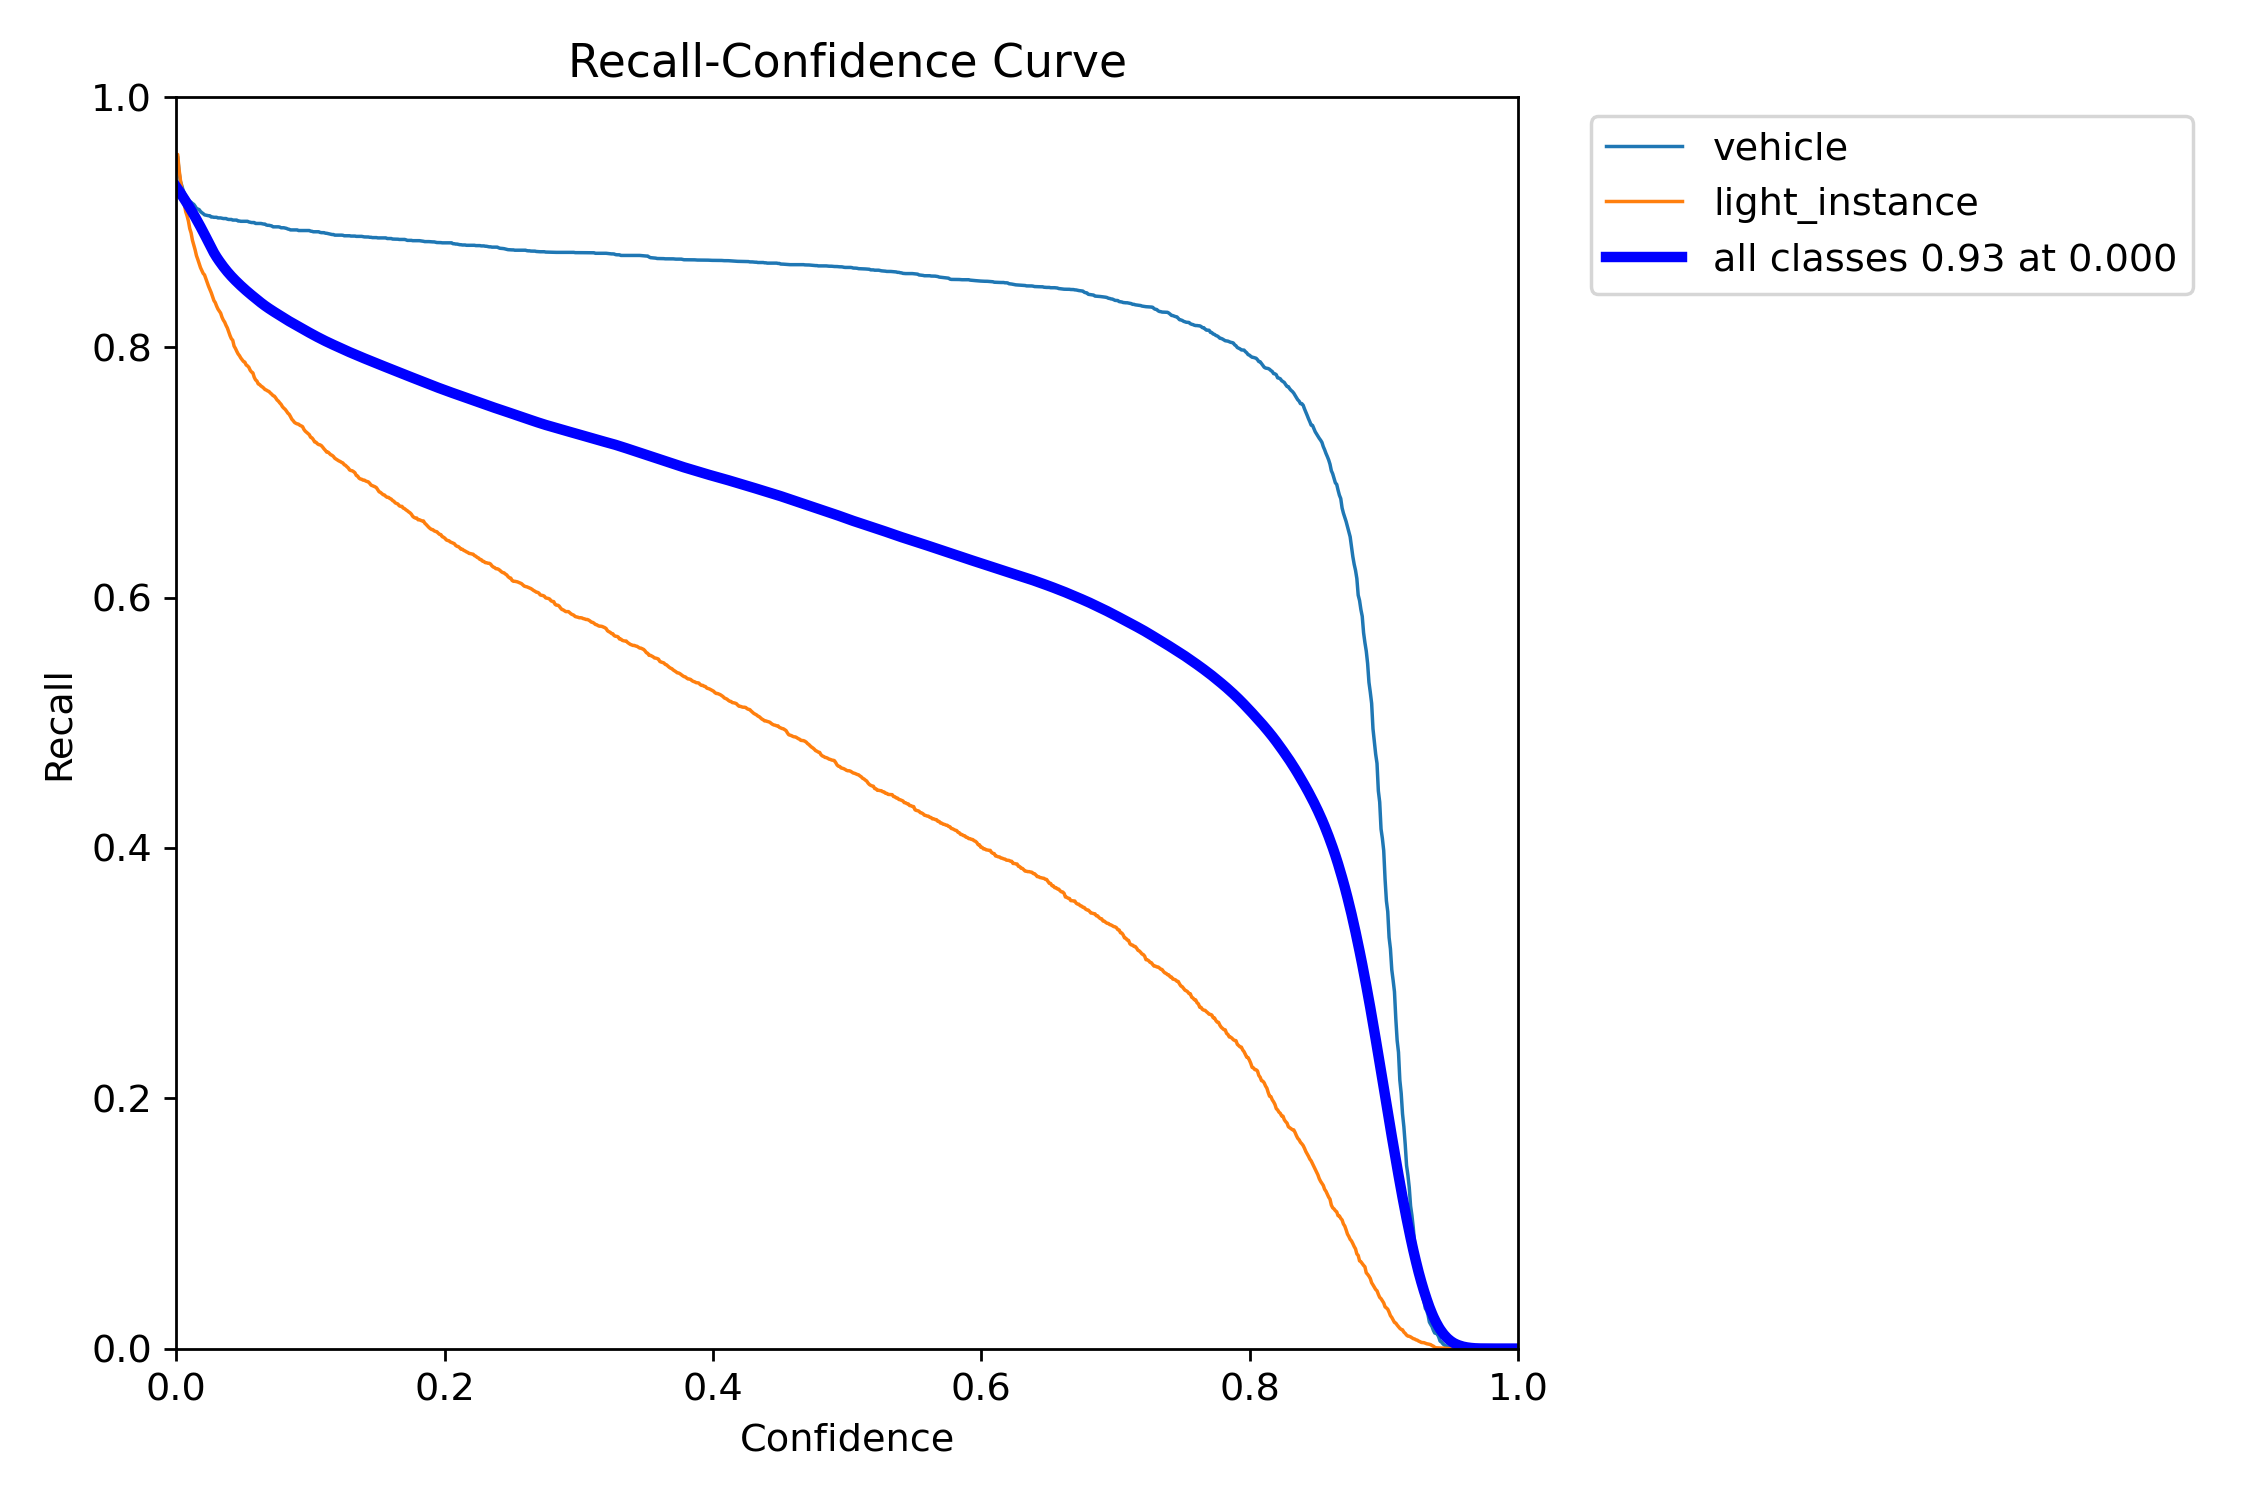 Recall-Confidence Curve
1.0
0.8
0.6
0.4
0.2
0.0
Recall
0.0 0.2 0.4 0.6 0.8 1.0
Confidence
vehicle
light_instance
all classes 0.93 at 0.000